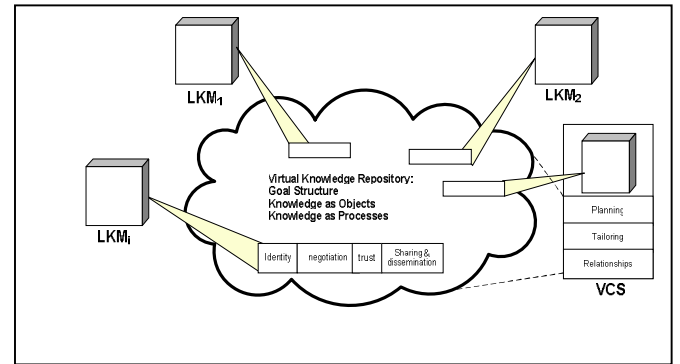 LKM1
LKM2
Virtual Knowledge Repository:
Goal Structure
Knowledge as Objects
Knowledge as Processes
LKMi
Identity
negotiation
trust
Sharing &
dissemination
Planning
Tailoring
Relationships
VCS